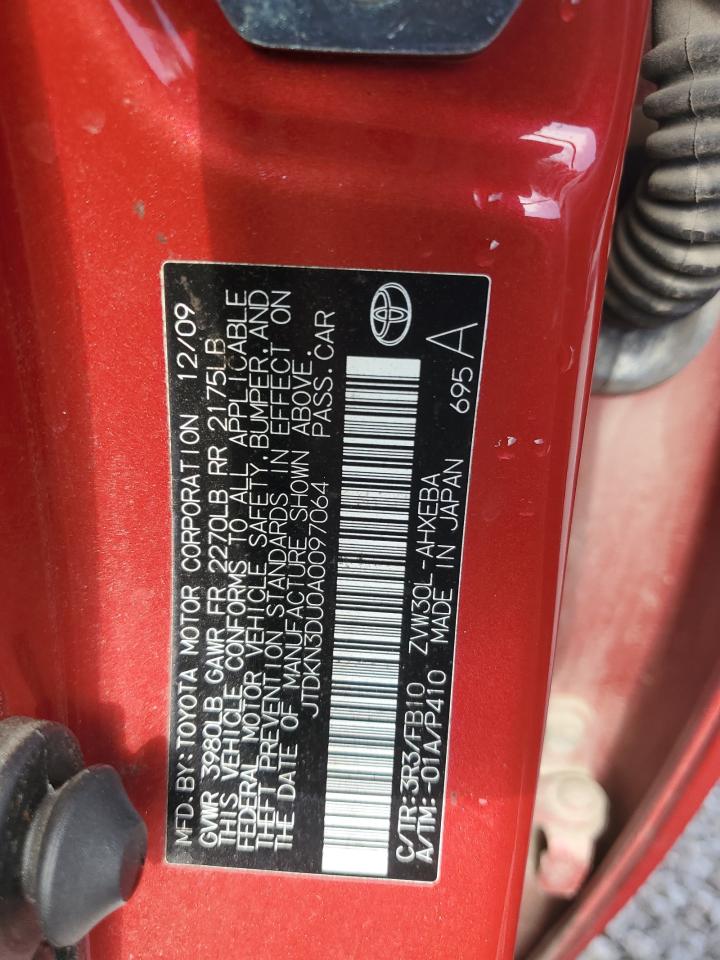 MFD.BY:TOYOTA MOTOR CORPORATION 12/09
GVWR 3980LB GAWR FR 2270LB RR 2175LB
THIS VEHICLE CONFORMS TO ALL APPLICABLE
FEDERAL MOTOR VEHICLE SAFETY,BUMPER,AND
THEFT PREVENTION STANDARDS IN EFFECT ON
THE DATE OF MANUFACTURE SHOWN ABOVE.
JTDKN3DU0A0097064 PASS.CAR
C/TR:3R3/FB10 ZVW30L-AHXEBA 695 A
A/TM:-01A/P410 MADE IN JAPAN